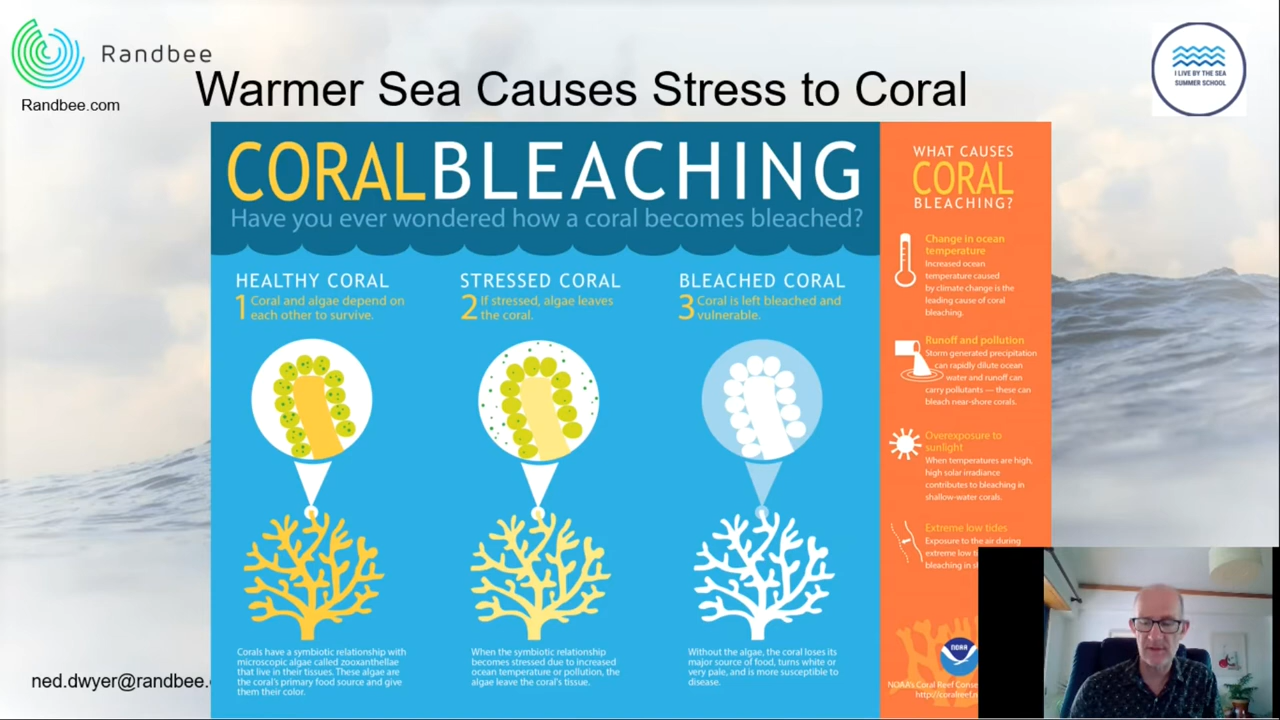 Randbee
Randbee.com
Warmer Sea Causes Stress to Coral
I LIVE BY THE SEA
SUMMER SCHOOL
CORALBLEACHING
Have you ever wondered how a coral becomes bleached?
HEALTHY CORAL
1 Coral and algae depend on
each other to survive.
STRESSED CORAL
2 If stressed, algae leaves
the coral.
BLEACHED CORAL
3 Coral is left bleached and
vulnerable.
Corals have a symbiotic relationship with
microscopic algae called zooxanthellae
that live in their tissues. These algae are
the coral's primary food source and give
them their color.
When the symbiotic relationship
becomes stressed due to increased
ocean temperature or pollution, the
algae leave the coral's tissue.
Without the algae, the coral loses its
major source of food, turns white or
very pale, and is more susceptible to
disease.
WHAT CAUSES
CORAL
BLEACHING?
Change in ocean
temperature
Increased ocean
temperature caused
by climate change is the
leading cause of coral
bleaching.
Runoff and pollution
Storm generated precipitation
can rapidly dilute ocean
water and runoff can
carry pollutants — these can
bleach near-shore corals.
Overexposure to
sunlight
When temperatures are high,
high solar irradiance
contributes to bleaching in
shallow-water corals.
Extreme low tides
Exposure to the air during
extreme low
bleaching in
NOAA
NOAA's Coral Reef
http://coralreef.
ned.dwyer@randbee.